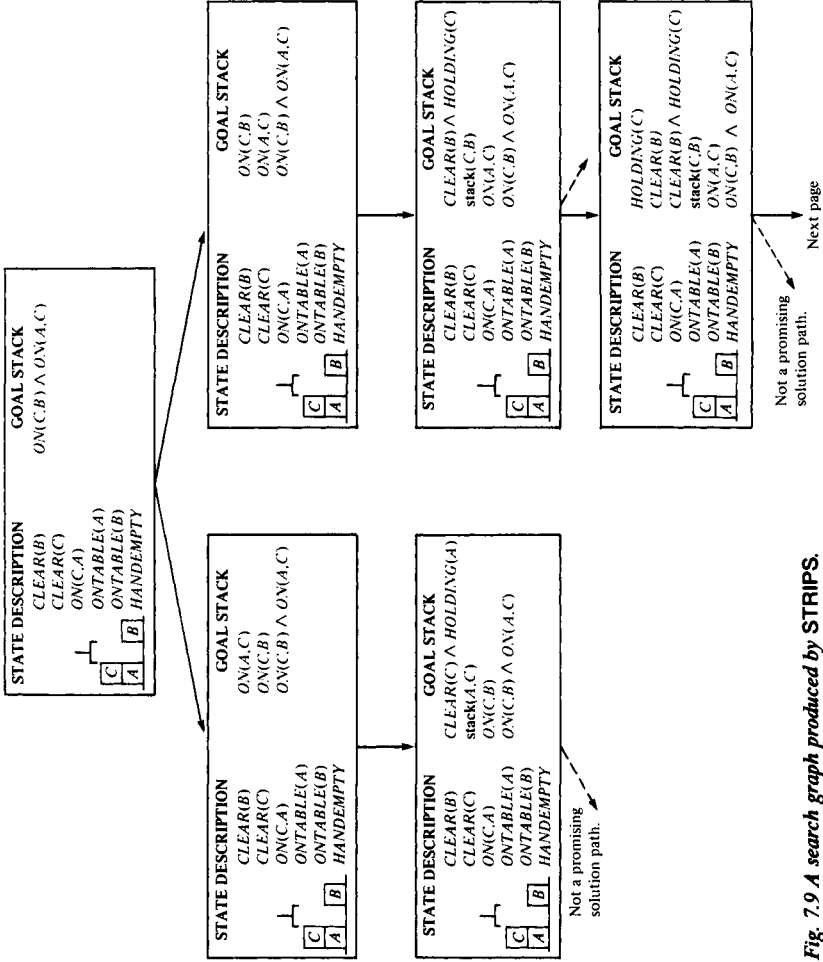 STATE DESCRIPTION GOAL STACK
CLEAR(B) ON(C,B) ∧ ON(A,C)
CLEAR(C)
ON(C,A)
ONTABLE(A)
ONTABLE(B)
HANDEMPTY
C
A B
STATE DESCRIPTION GOAL STACK
CLEAR(B) ON(A,C)
CLEAR(C) ON(C,B)
ON(C,A) ON(C,B) ∧ ON(A,C)
ONTABLE(A)
ONTABLE(B)
HANDEMPTY
C
A B
STATE DESCRIPTION GOAL STACK
CLEAR(B) ON(C,B)
CLEAR(C) ON(A,C)
ON(C,A) ON(C,B) ∧ ON(A,C)
ONTABLE(A)
ONTABLE(B)
HANDEMPTY
C
A B
STATE DESCRIPTION GOAL STACK
CLEAR(B) CLEAR(C) ∧ HOLDING(A)
CLEAR(C) stack(A,C)
ON(C,A) ON(C,B)
ONTABLE(A) ON(C,B) ∧ ON(A,C)
ONTABLE(B)
HANDEMPTY
C
A B
Not a promising
solution path.
STATE DESCRIPTION GOAL STACK
CLEAR(B) CLEAR(B) ∧ HOLDING(C)
CLEAR(C) stack(C,B)
ON(C,A) ON(A,C)
ONTABLE(A) ON(C,B) ∧ ON(A,C)
ONTABLE(B)
HANDEMPTY
C
A B
STATE DESCRIPTION GOAL STACK
CLEAR(B) HOLDING(C)
CLEAR(C) CLEAR(B)
ON(C,A) CLEAR(B) ∧ HOLDING(C)
ONTABLE(A) stack(C,B)
ONTABLE(B) ON(A,C)
HANDEMPTY ON(C,B) ∧ ON(A,C)
C
A B
Not a promising
solution path.
Next page
Fig. 7.9 A search graph produced by STRIPS.